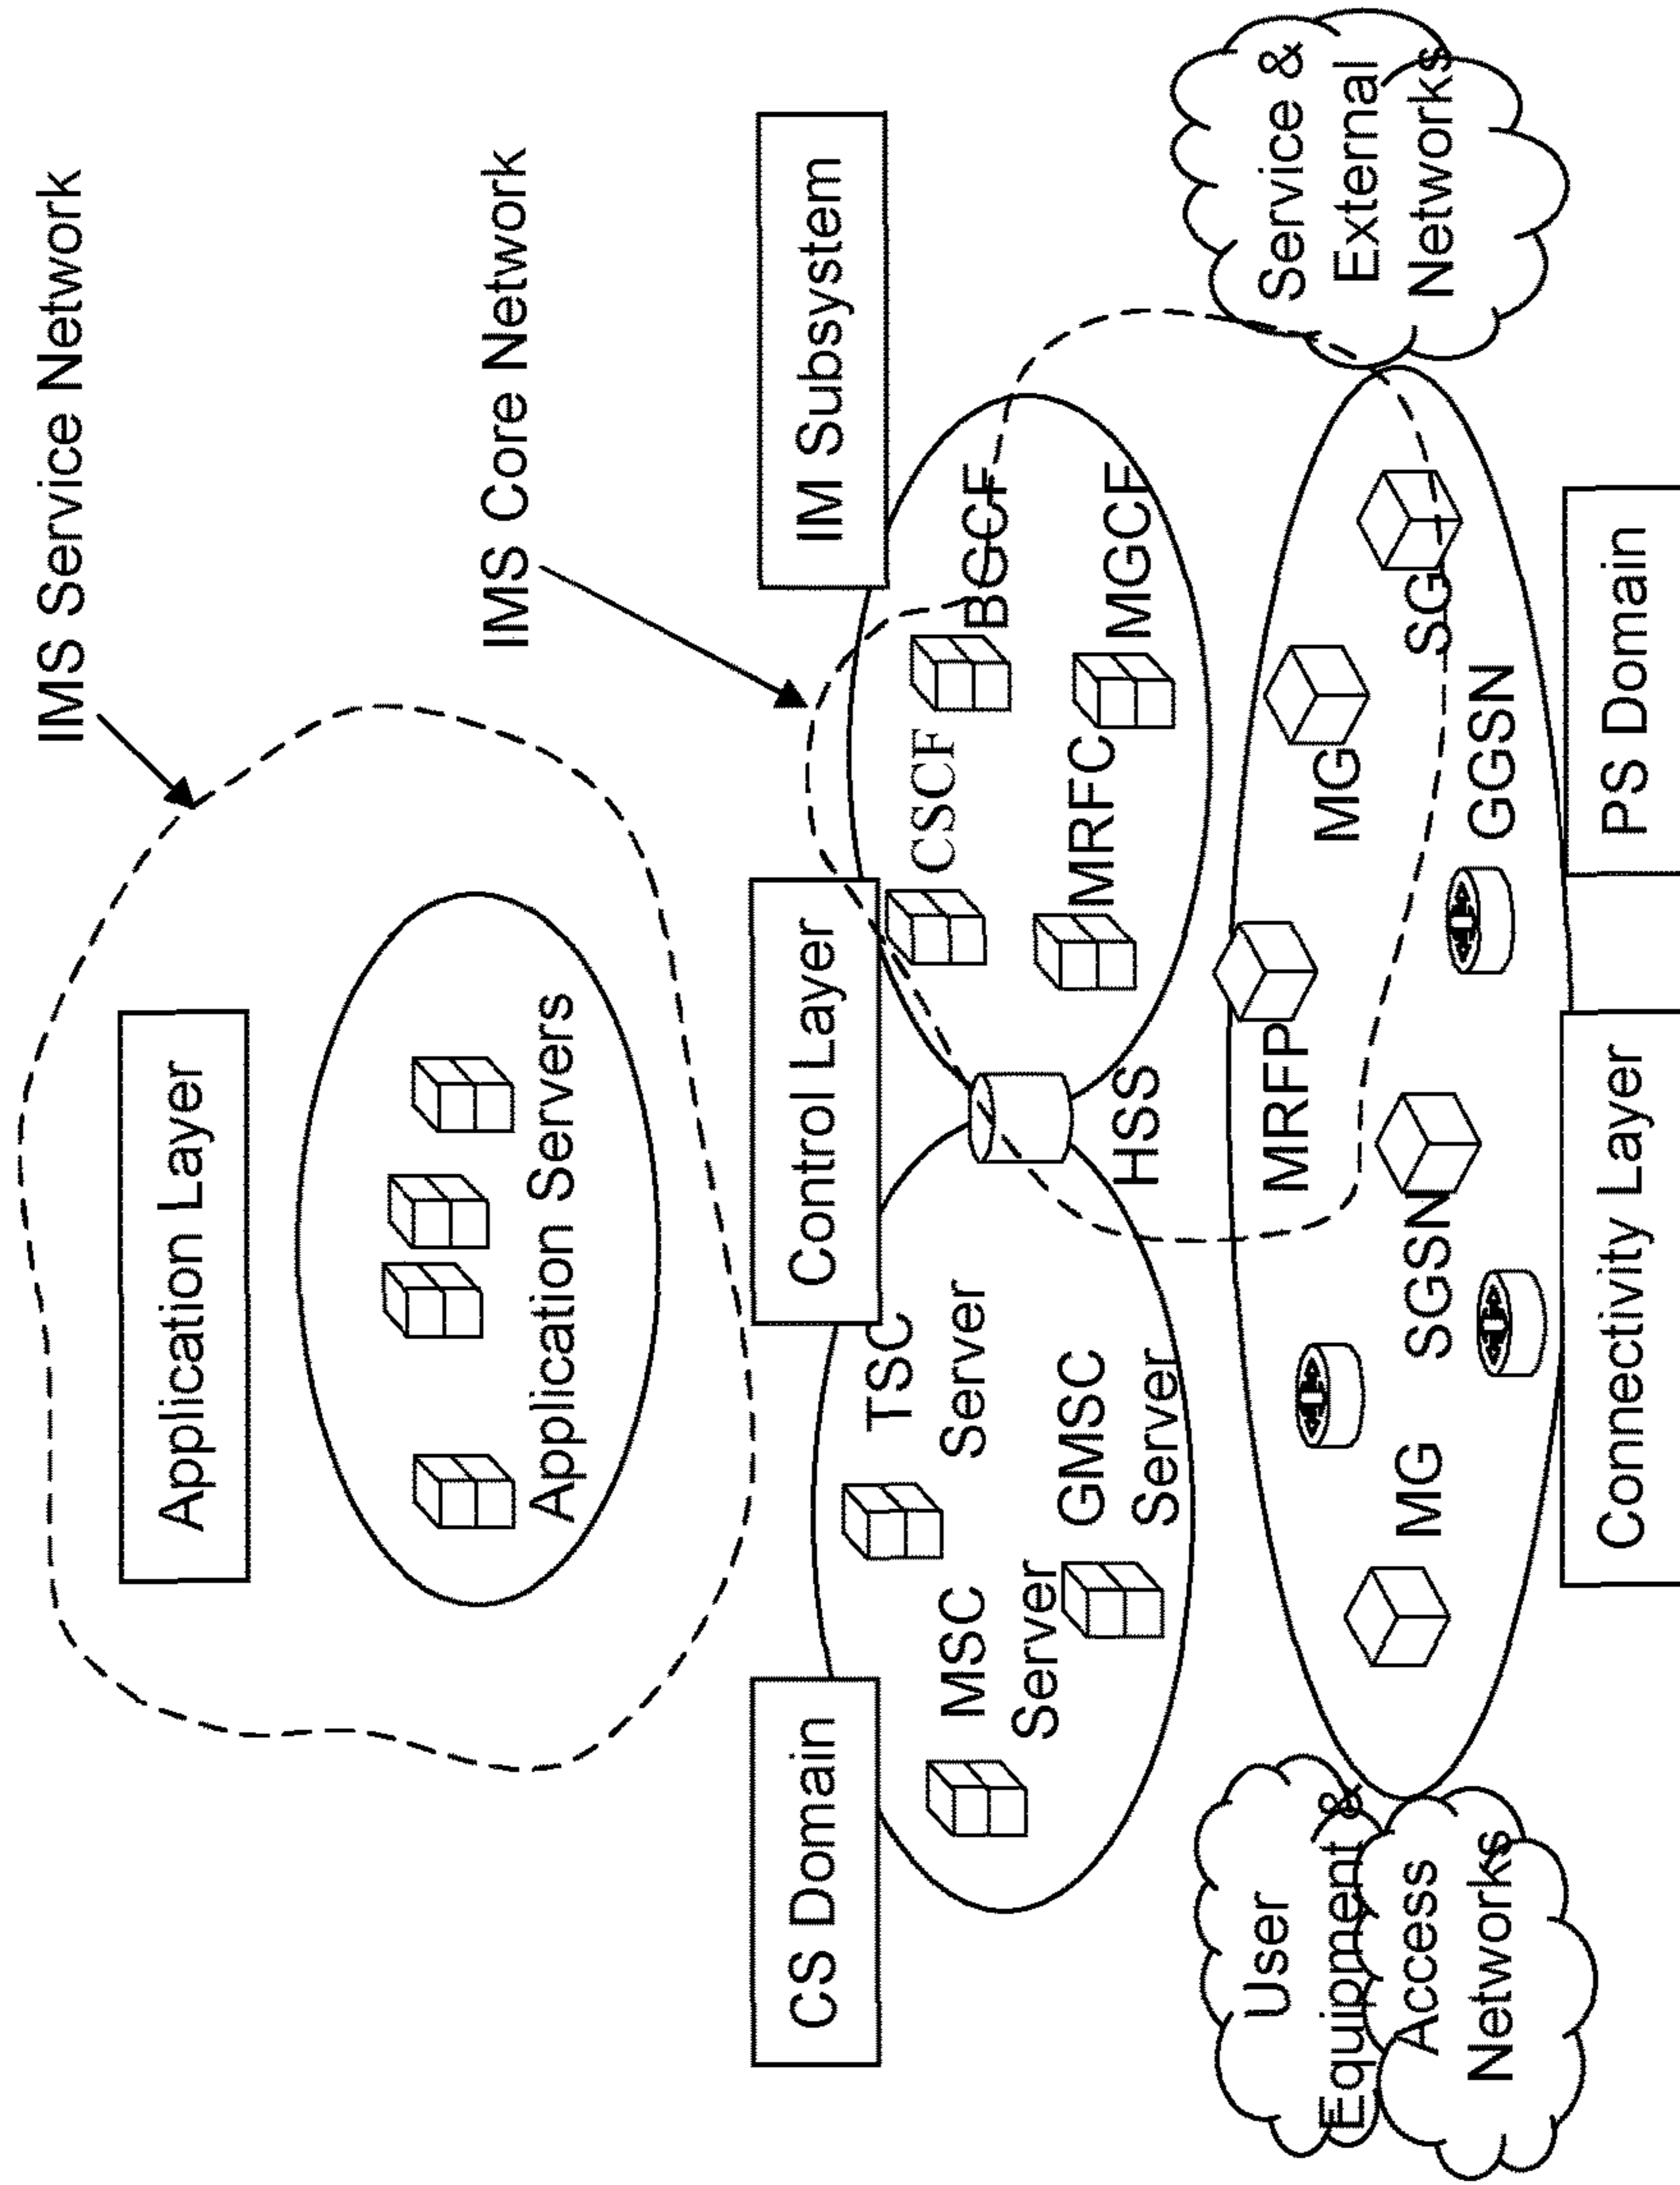 IMS Service Network
Application Layer
Application Servers
IMS Core Network
CS Domain
Control Layer
IM Subsystem
TSC
Server
MSC
Server
GMSC
Server
CSCF
BGCF
MRFC
MGCF
HSS
User
Equipment &
Access
Networks
MRFP
MG
SG
MG
SGSN
GGSN
Service &
External
Networks
Connectivity Layer
PS Domain